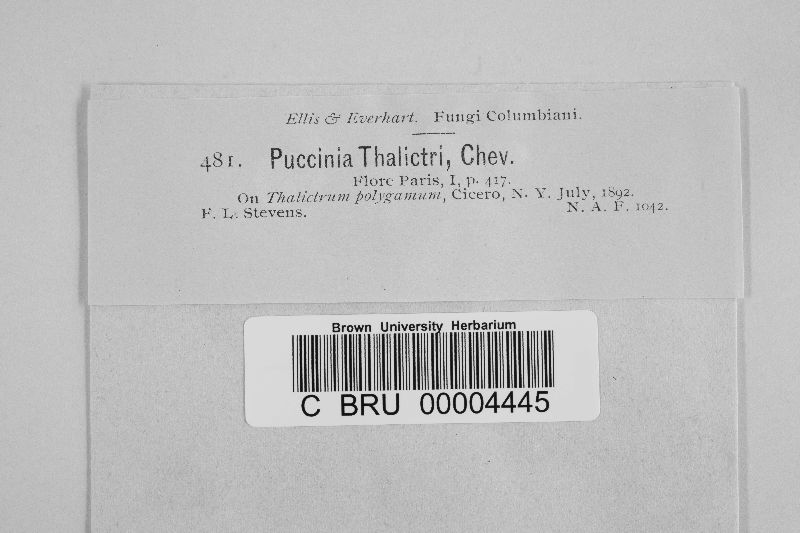 Ellis & Everhart. Fungi Columbiani.
481. Puccinia Thalictri, Chev.
Flore Paris, I, p. 417.
On Thalictrum polygamum, Cicero, N. Y. July, 1892.
F. L. Stevens. N. A. F. 1042.
Brown University Herbarium
C BRU 00004445